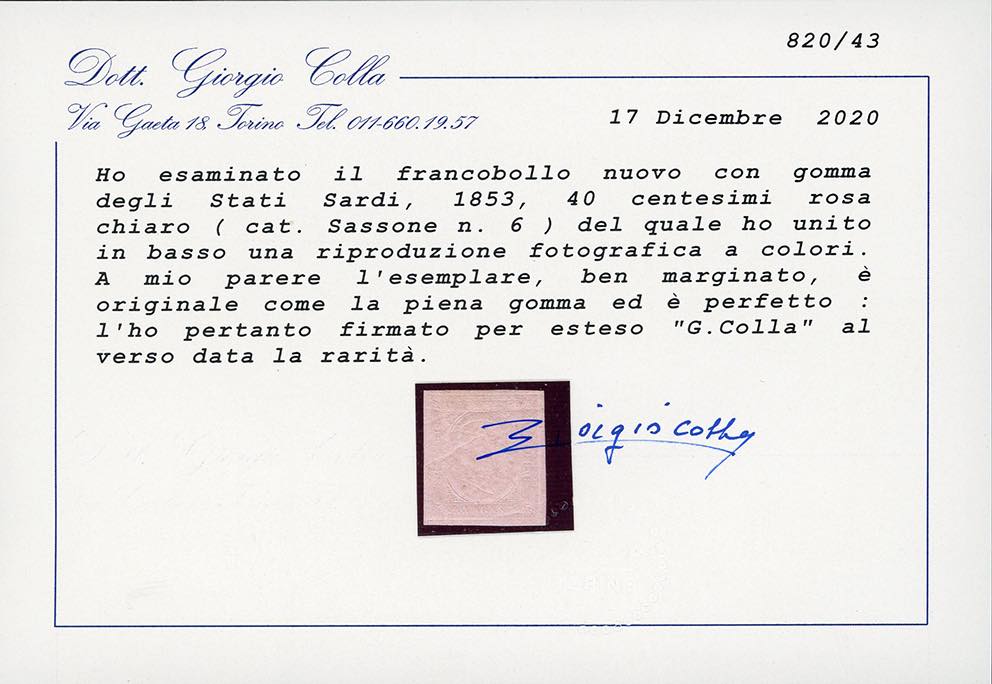 820/43
Dott. Giorgio Colla
Via Gaeta 18. Torino Tel. 011-660.19.57
17 Dicembre 2020
Ho esaminato il francobollo nuovo con gomma
degli Stati Sardi, 1853, 40 centesimi rosa
chiaro ( cat. Sassone n. 6 ) del quale ho unito
in basso una riproduzione fotografica a colori.
A mio parere l'esemplare, ben marginato, è
originale come la piena gomma ed è perfetto :
l'ho pertanto firmato per esteso "G.Colla" al
verso data la rarità.
Giorgio Colla